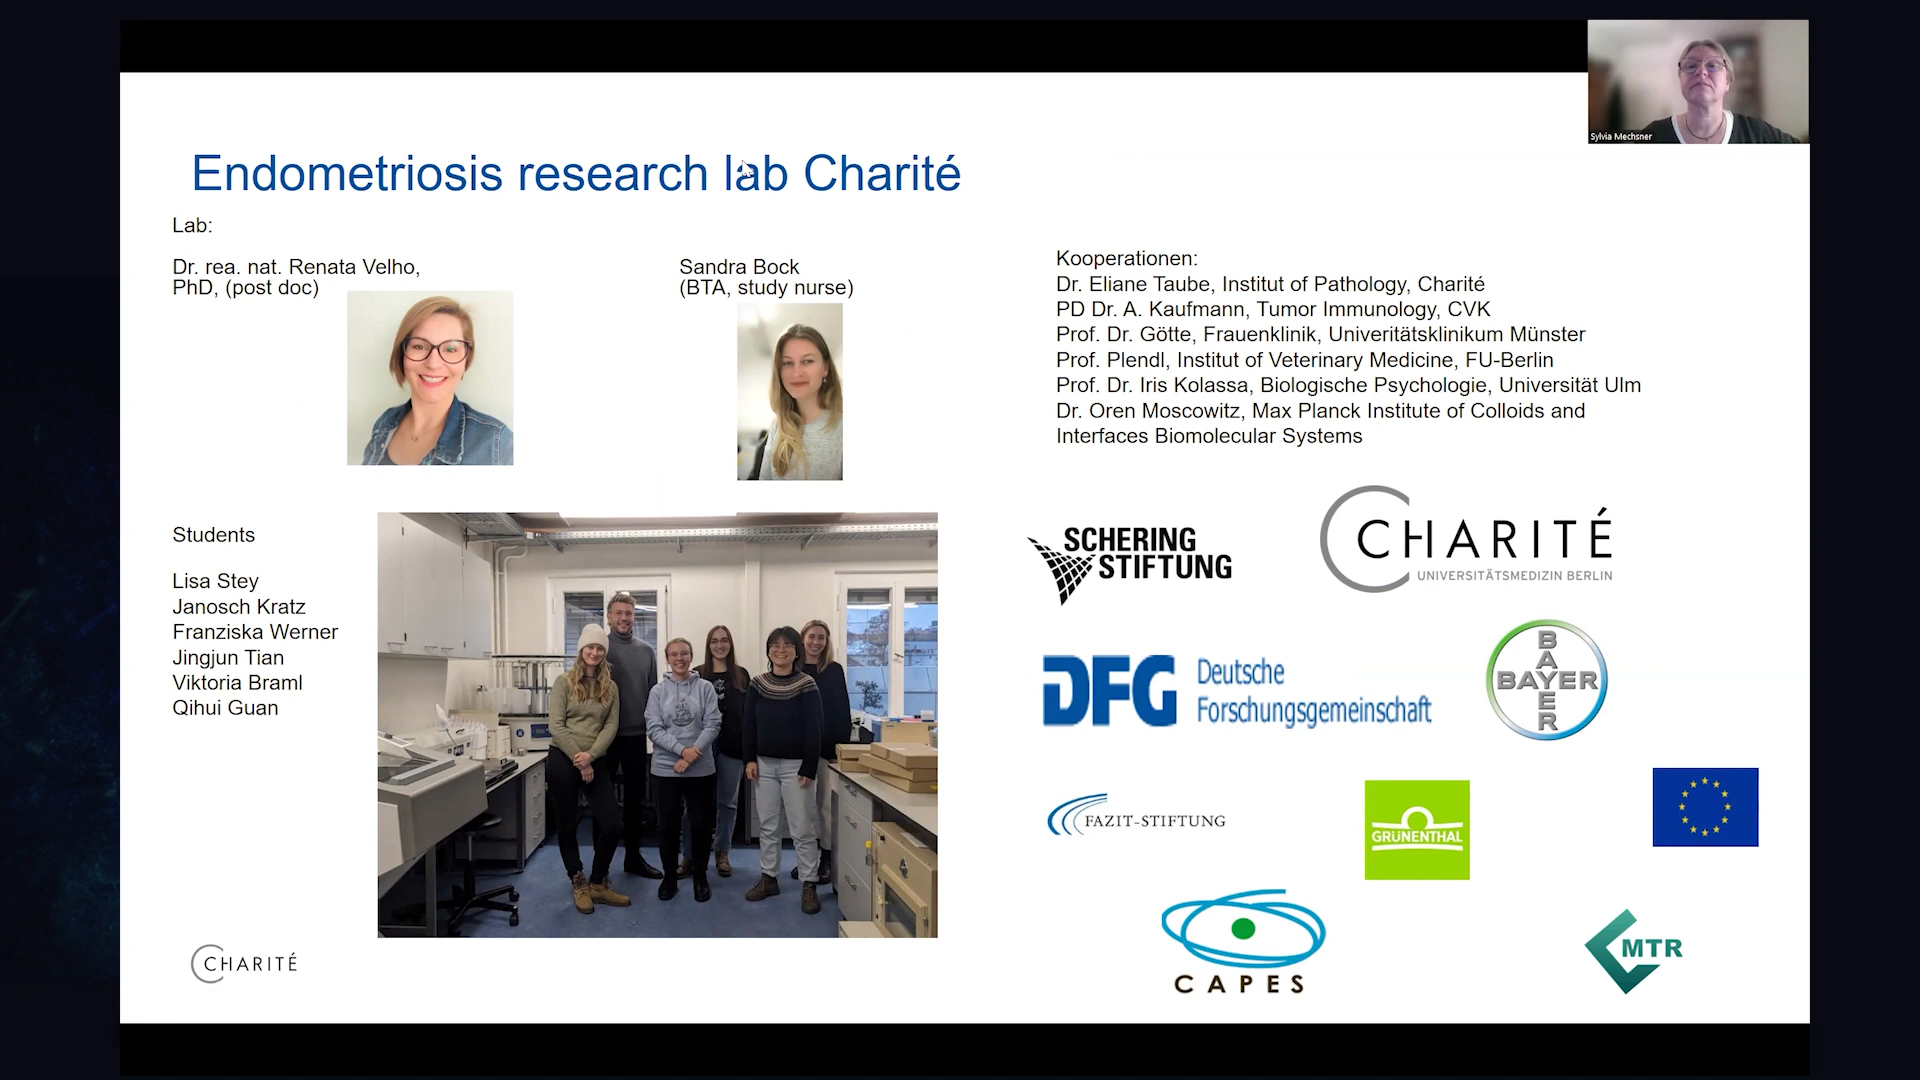 Sylvia Mechsner
Endometriosis research lab Charité
Lab:
Dr. rea. nat. Renata Velho,
PhD, (post doc)
Sandra Bock
(BTA, study nurse)
Students
Lisa Stey
Janosch Kratz
Franziska Werner
Jingjun Tian
Viktoria Braml
Qihui Guan
CHARITÉ
Kooperationen:
Dr. Eliane Taube, Institut of Pathology, Charité
PD Dr. A. Kaufmann, Tumor Immunology, CVK
Prof. Dr. Götte, Frauenklinik, Univeritätsklinikum Münster
Prof. Plendl, Institut of Veterinary Medicine, FU-Berlin
Prof. Dr. Iris Kolassa, Biologische Psychologie, Universität Ulm
Dr. Oren Moscowitz, Max Planck Institute of Colloids and
Interfaces Biomolecular Systems
SCHERING
STIFTUNG
CHARITÉ
UNIVERSITÄTSMEDIZIN BERLIN
DFG
Deutsche
Forschungsgemeinschaft
BAYER
BAYER
FAZIT-STIFTUNG
GRÜNENTHAL
CAPES
MTR